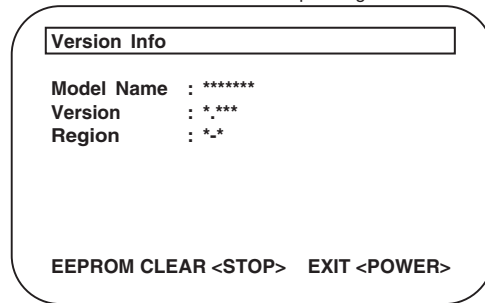 Version Info
Model Name : *******
Version : *.***
Region : *-*
EEPROM CLEAR <STOP> EXIT <POWER>